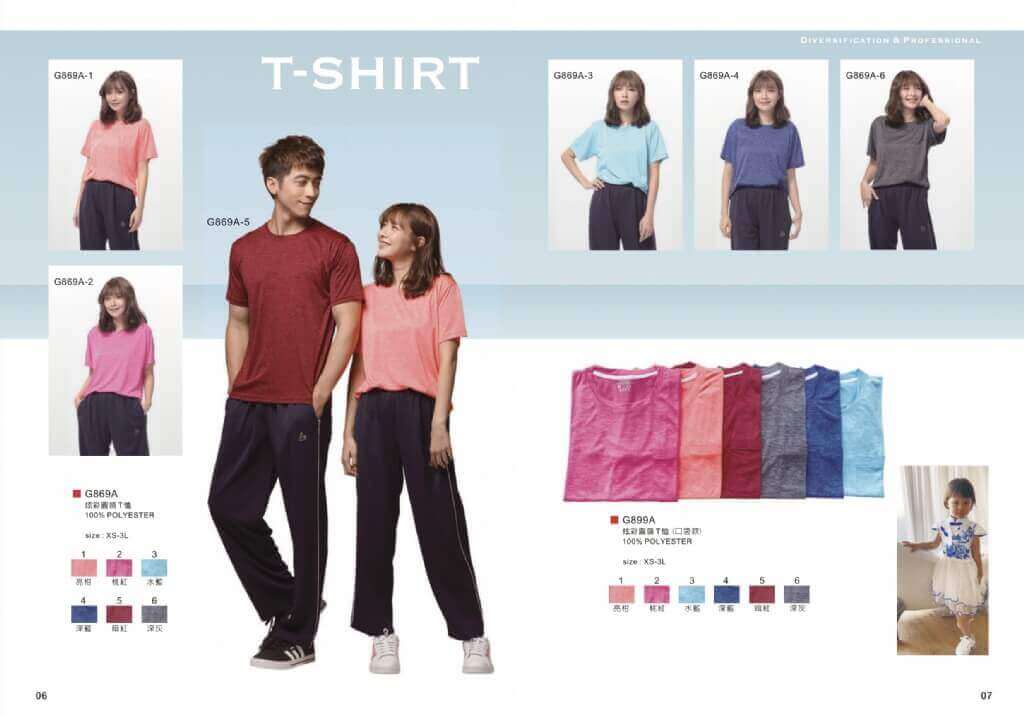 DIVERSIFICATION & PROFESSIONAL
T-SHIRT
G869A-1
G869A-2
G869A-5
G869A-3
G869A-4
G869A-6
G869A
炫彩圓領T恤
100% POLYESTER
size : XS-3L
1 2 3
亮柑 桃紅 水藍
4 5 6
深藍 暗紅 深灰
G899A
炫彩圓領T恤 (口袋款)
100% POLYESTER
size : XS-3L
1 2 3 4 5 6
亮柑 桃紅 水藍 深藍 暗紅 深灰
06
07